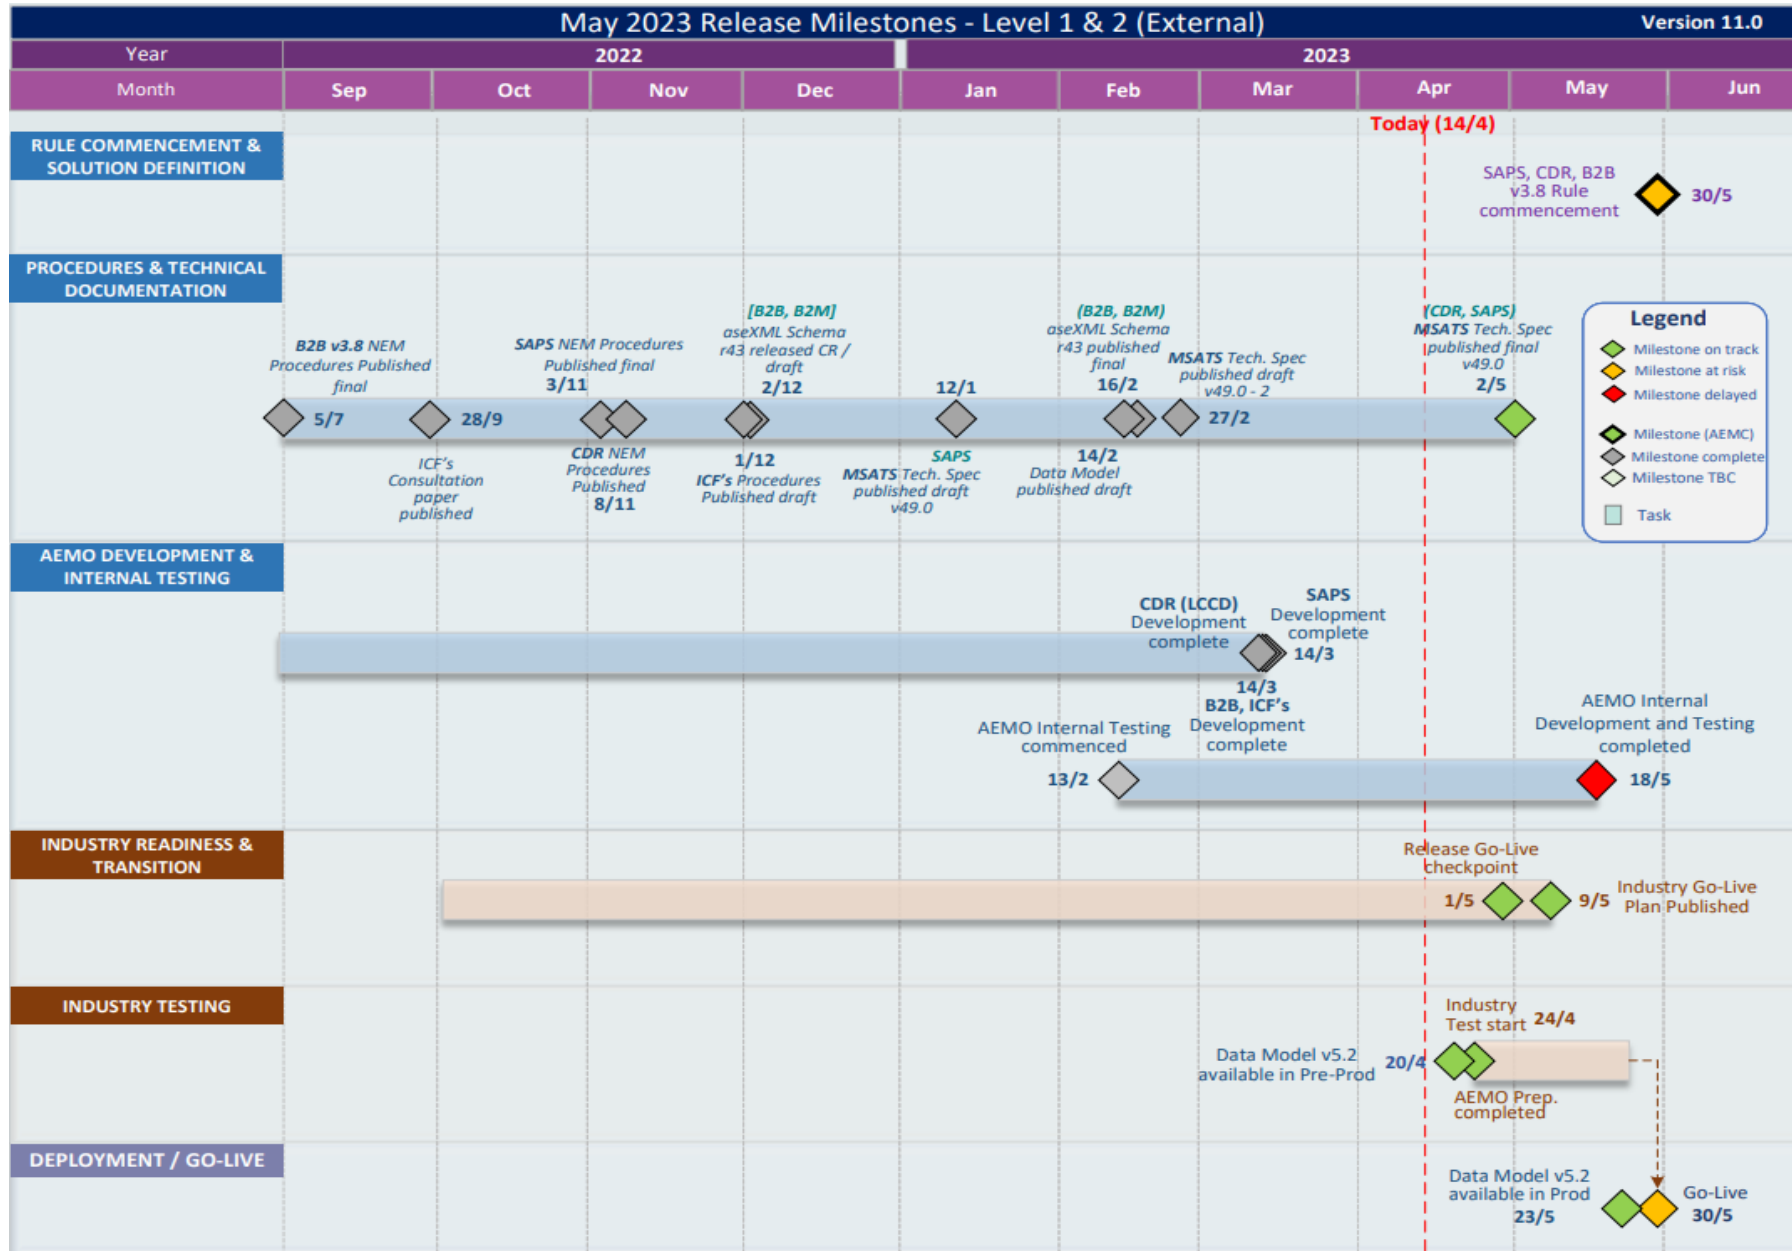 May 2023 Release Milestones - Level 1 & 2 (External)
Version 11.0
Year
2022
2023
Month
Sep
Oct
Nov
Dec
Jan
Feb
Mar
Apr
May
Jun
Today (14/4)
RULE COMMENCEMENT &
SOLUTION DEFINITION
SAPS, CDR, B2B
v3.8 Rule
commencement
30/5
PROCEDURES & TECHNICAL
DOCUMENTATION
B2B v3.8 NEM
Procedures Published
final
5/7
28/9
ICF's
Consultation
paper
published
SAPS NEM Procedures
Published final
3/11
CDR NEM
Procedures
Published
8/11
[B2B, B2M]
aseXML Schema
r43 released CR /
draft
2/12
1/12
ICF's Procedures
Published draft
12/1
SAPS
MSATS Tech. Spec
published draft
v49.0
(B2B, B2M)
aseXML Schema
r43 published
final
16/2
14/2
Data Model
published draft
MSATS Tech. Spec
published draft
v49.0 - 2
27/2
(CDR, SAPS)
MSATS Tech. Spec
published final
v49.0
2/5
Legend
Milestone on track
Milestone at risk
Milestone delayed
Milestone (AEMC)
Milestone complete
Milestone TBC
Task
AEMO DEVELOPMENT &
INTERNAL TESTING
CDR (LCCD)
Development
complete
SAPS
Development
complete
14/3
14/3
B2B, ICF's
Development
complete
AEMO Internal Testing
commenced
13/2
AEMO Internal
Development and Testing
completed
18/5
INDUSTRY READINESS &
TRANSITION
Release Go-Live
checkpoint
1/5
9/5
Industry Go-Live
Plan Published
INDUSTRY TESTING
Industry
Test start 24/4
Data Model v5.2
available in Pre-Prod
20/4
AEMO Prep.
completed
DEPLOYMENT / GO-LIVE
Data Model v5.2
available in Prod
23/5
Go-Live
30/5